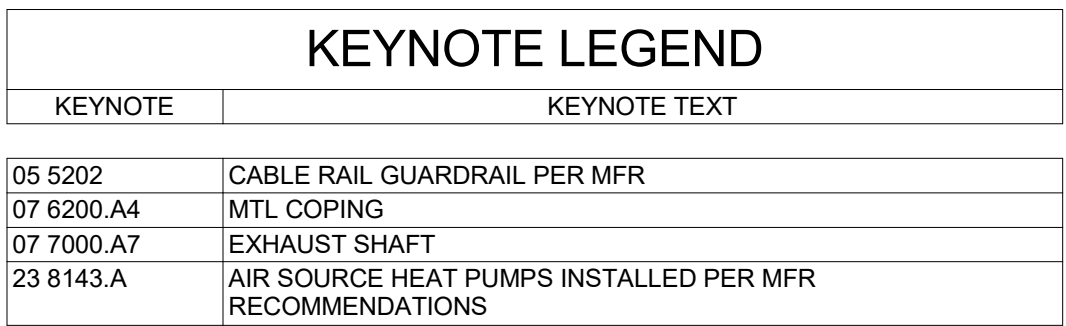 KEYNOTE LEGEND
KEYNOTE KEYNOTE TEXT
05 5202 CABLE RAIL GUARDRAIL PER MFR
07 6200.A4 MTL COPING
07 7000.A7 EXHAUST SHAFT
23 8143.A AIR SOURCE HEAT PUMPS INSTALLED PER MFR
RECOMMENDATIONS